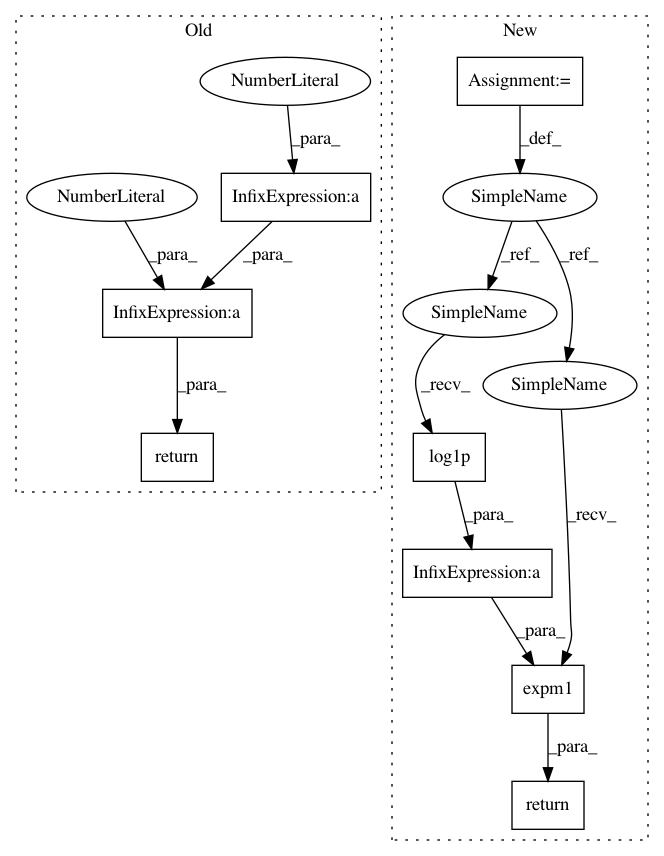 Old
New
NumberLiteral
Assignment:=
_para_
_def_
NumberLiteral
InfixExpression:a
SimpleName
_para_
_para_
_ref_
_ref_
InfixExpression:a
SimpleName
SimpleName
_para_
_recv_
return
log1p
_para_
_recv_
InfixExpression:a
_para_
expm1
_para_
return